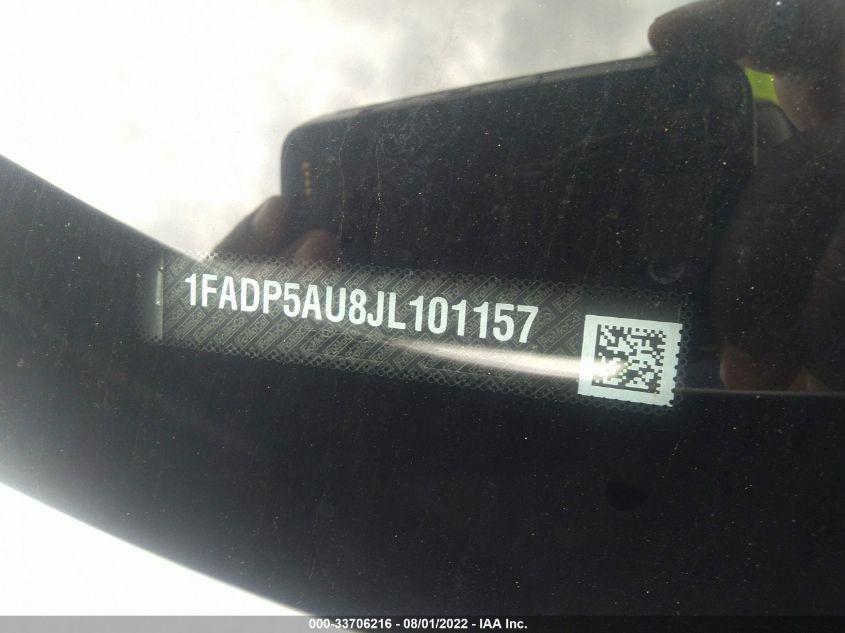 1FADP5AU8JL101157
000-33706216 - 08/01/2022 - IAA Inc.